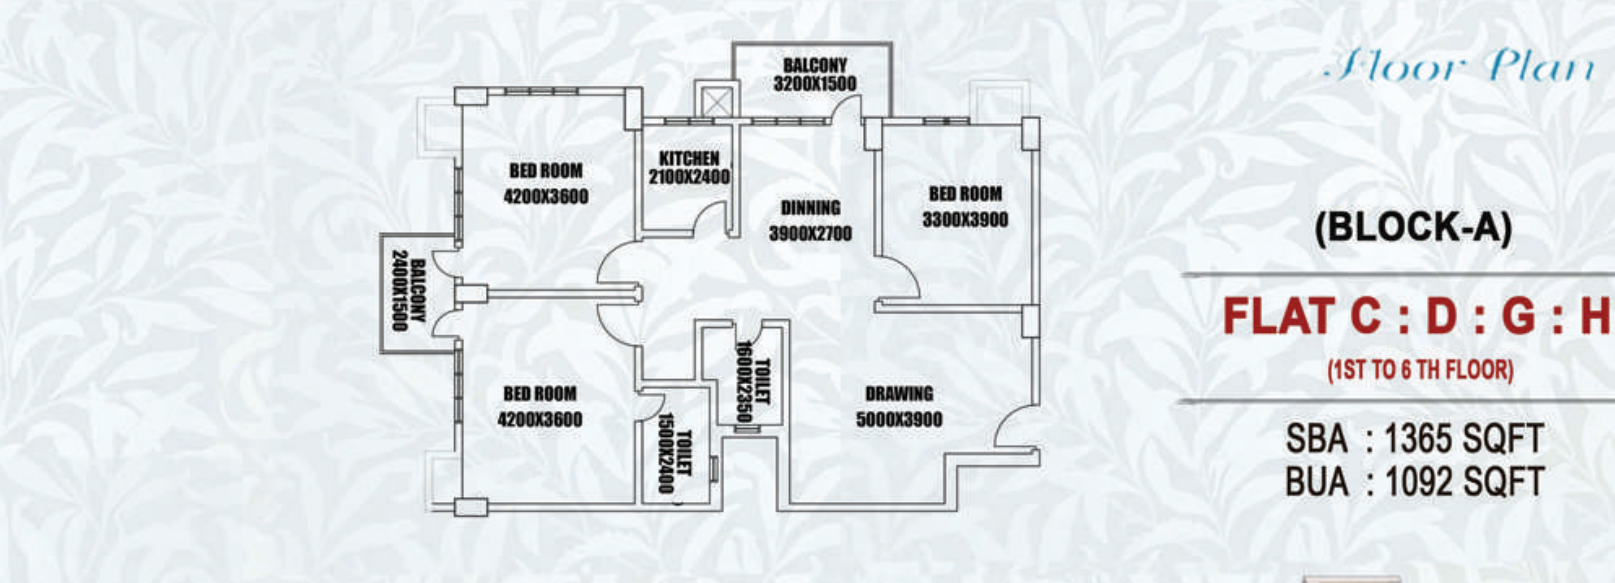 Floor Plan
BALCONY
3200X1500
KITCHEN
2100X2400
BED ROOM
4200X3600
DINNING
3900X2700
BED ROOM
3300X3900
BALCONY
2400X1500
BED ROOM
4200X3600
TOILET
1500X2400
TOILET
1600X2350
DRAWING
5000X3900
(BLOCK-A)
FLAT C : D : G : H
(1ST TO 6 TH FLOOR)
SBA : 1365 SQFT
BUA : 1092 SQFT